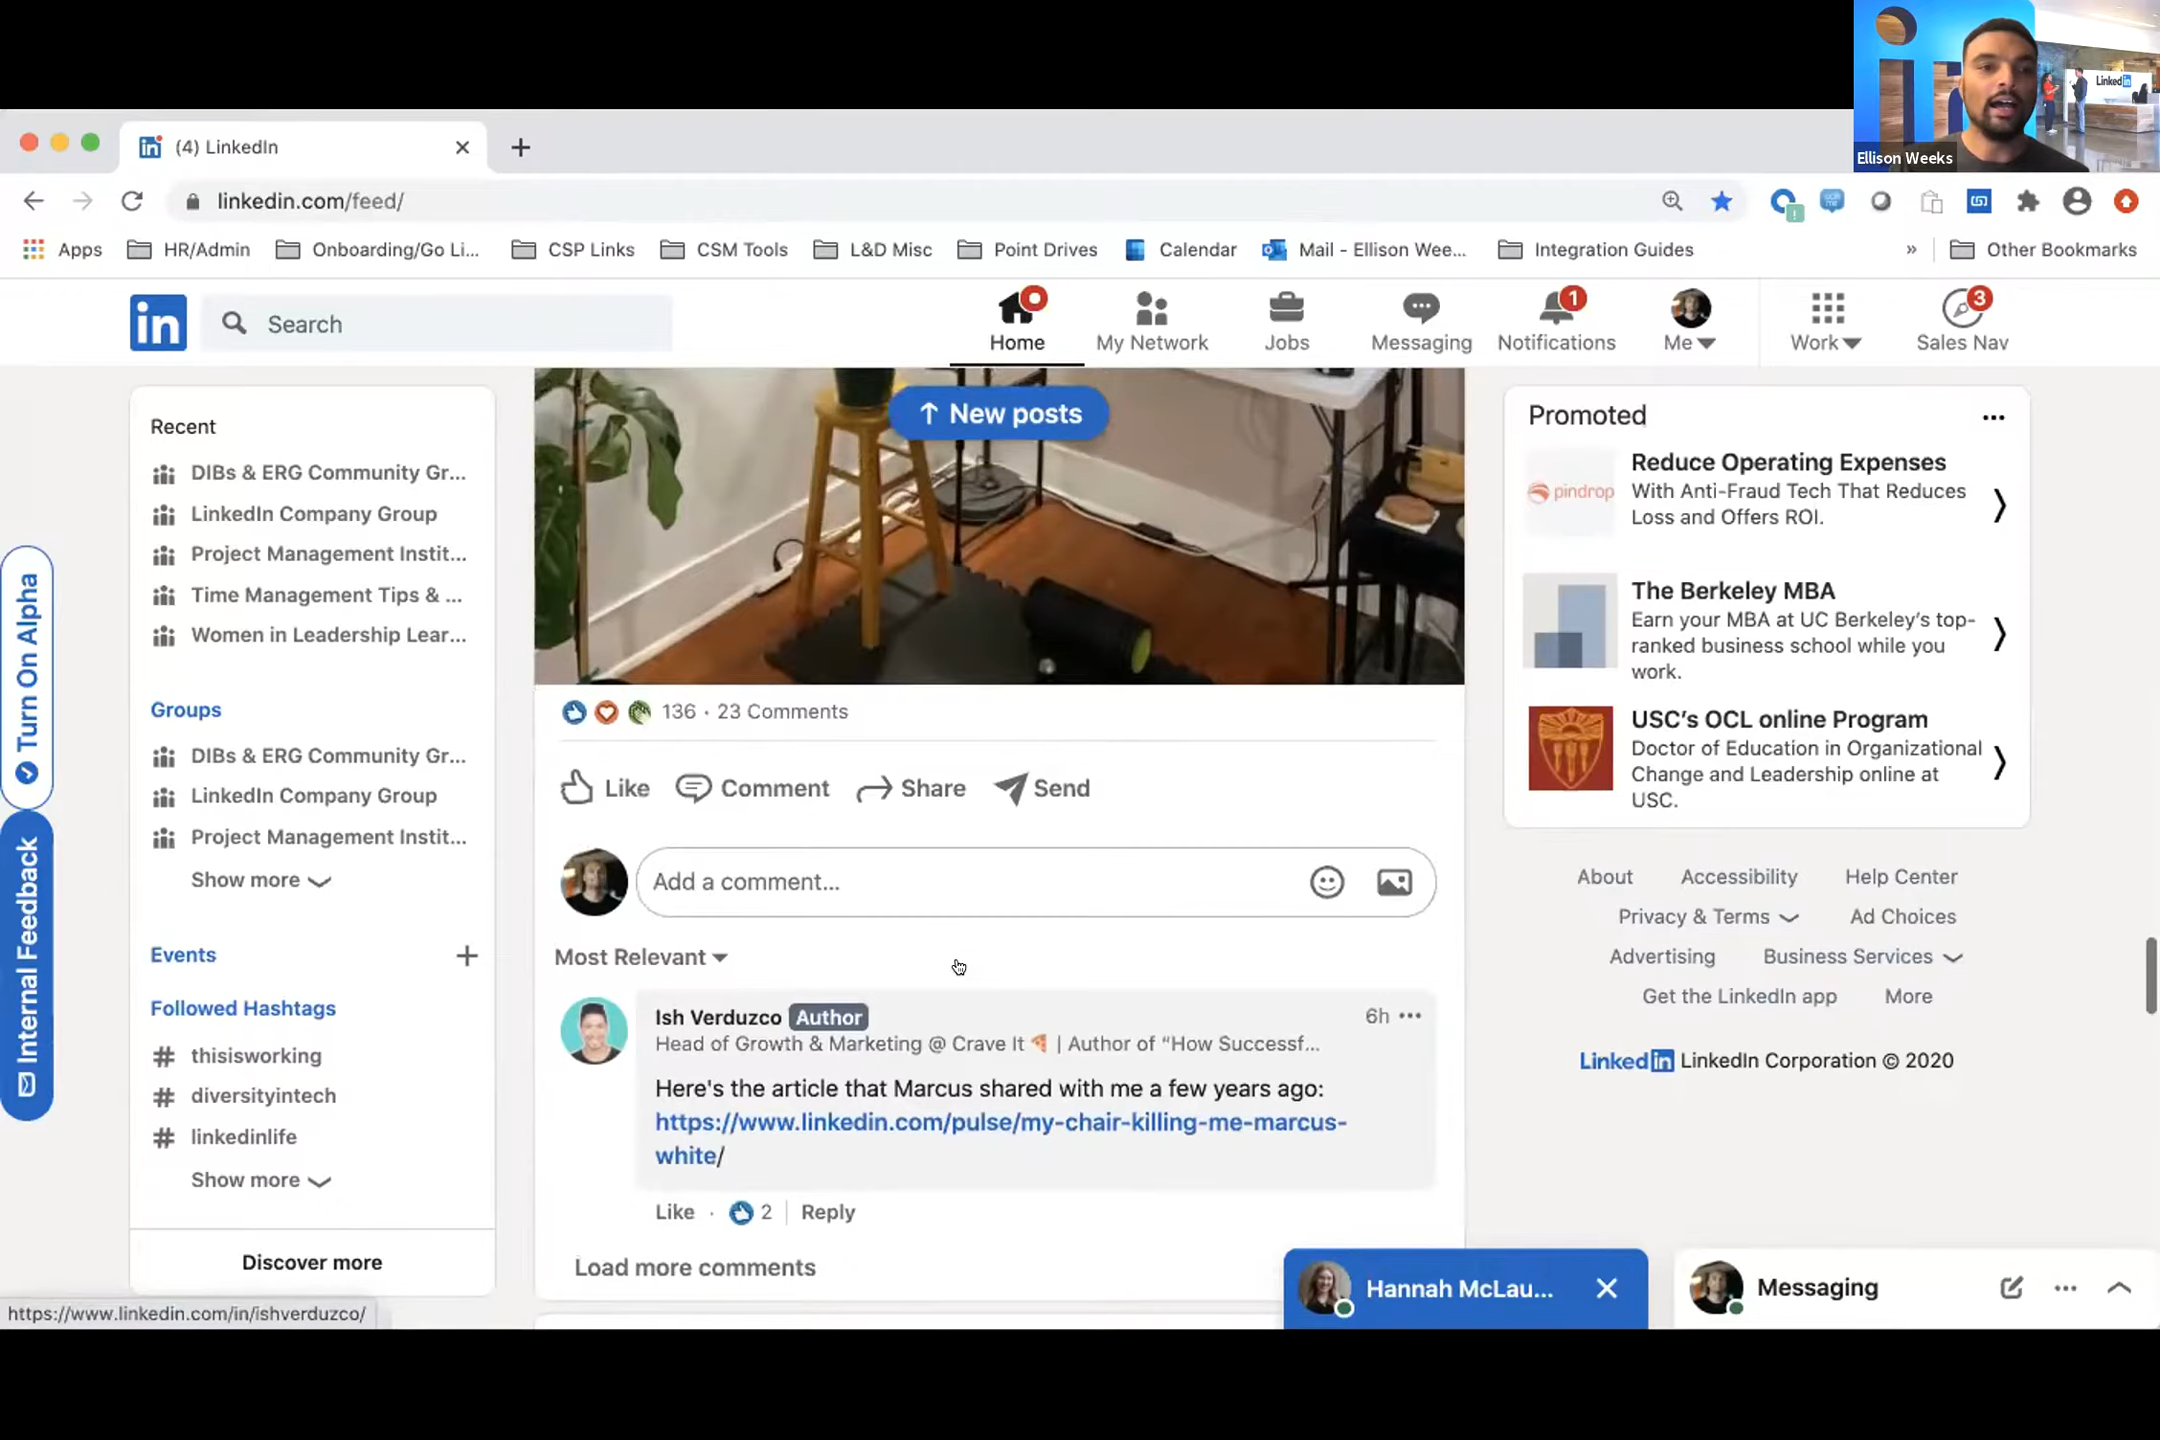 Linkedin
Ellison Weeks
(4) LinkedIn
linkedin.com/feed/
Apps
HR/Admin
Onboarding/Go Li...
CSP Links
CSM Tools
L&D Misc
Point Drives
Calendar
Mail - Ellison Wee...
Integration Guides
»
Other Bookmarks
in
Search
Home
My Network
Jobs
Messaging
1
Notifications
Me
Work
3
Sales Nav
Turn On Alpha
Internal Feedback
Recent
DIBs & ERG Community Gr...
LinkedIn Company Group
Project Management Instit...
Time Management Tips & ...
Women in Leadership Lear...
Groups
DIBs & ERG Community Gr...
LinkedIn Company Group
Project Management Instit...
Show more
Events
Followed Hashtags
# thisisworking
# diversityintech
# linkedinlife
Show more
Discover more
https://www.linkedin.com/in/ishverduzco/
↑ New posts
136 · 23 Comments
Like
Comment
Share
Send
Add a comment...
Most Relevant
Ish Verduzco Author
6h
Head of Growth & Marketing @ Crave It 🍕 | Author of “How Successf...
Here's the article that Marcus shared with me a few years ago:
https://www.linkedin.com/pulse/my-chair-killing-me-marcus-
white/
Like · 2 | Reply
Load more comments
Promoted
pindrop
Reduce Operating Expenses
With Anti-Fraud Tech That Reduces
Loss and Offers ROI.
The Berkeley MBA
Earn your MBA at UC Berkeley’s top-
ranked business school while you
work.
USC’s OCL online Program
Doctor of Education in Organizational
Change and Leadership online at
USC.
About
Accessibility
Help Center
Privacy & Terms
Ad Choices
Advertising
Business Services
Get the LinkedIn app
More
Linkedin LinkedIn Corporation © 2020
Hannah McLau...
Messaging